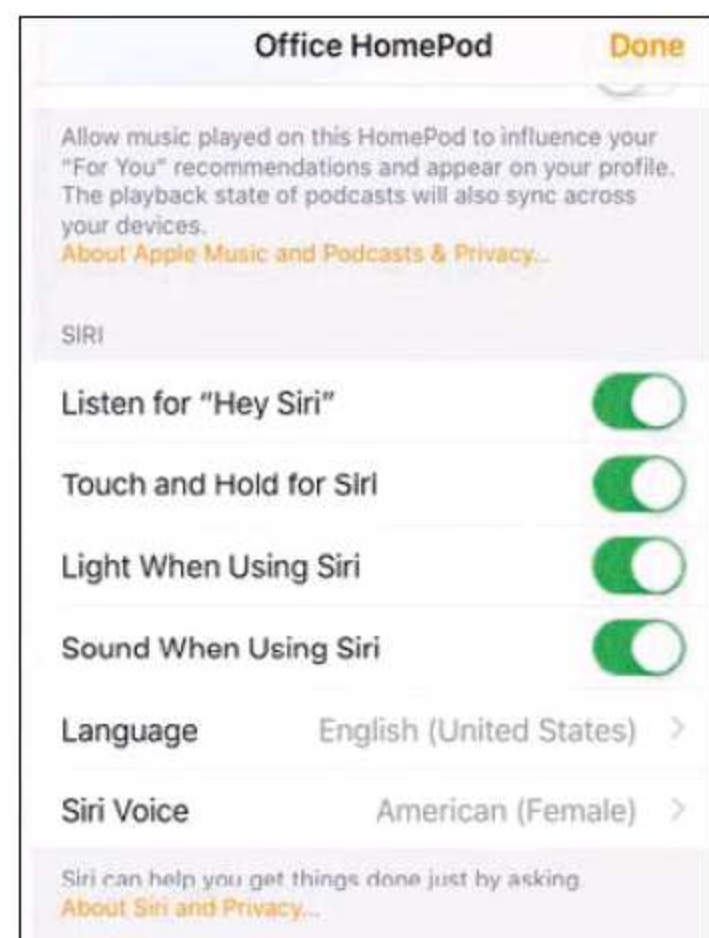 Office HomePod
Done
Allow music played on this HomePod to influence your
“For You” recommendations and appear on your profile.
The playback state of podcasts will also sync across
your devices.
About Apple Music and Podcasts & Privacy...
SIRI
Listen for “Hey Siri”
Touch and Hold for Siri
Light When Using Siri
Sound When Using Siri
Language English (United States) >
Siri Voice American (Female) >
Siri can help you get things done just by asking.
About Siri and Privacy...